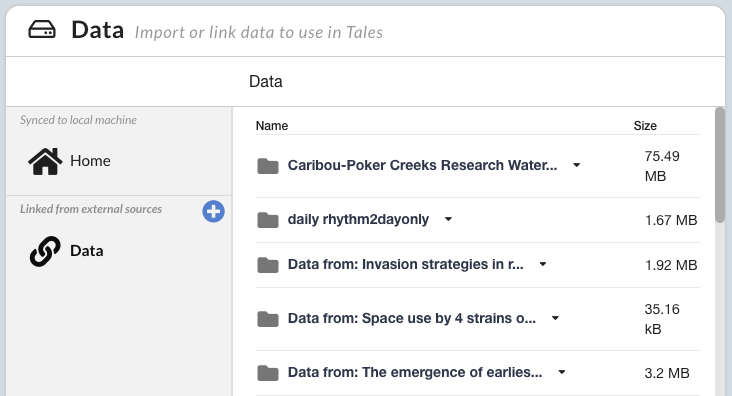 Data Import or link data to use in Tales
Data
Synced to local machine
Home
Linked from external sources
Data
Name Size
Caribou-Poker Creeks Research Water... 75.49
MB
daily rhythm2dayonly 1.67 MB
Data from: Invasion strategies in r... 1.92 MB
Data from: Space use by 4 strains o... 35.16
kB
Data from: The emergence of earlies... 3.2 MB